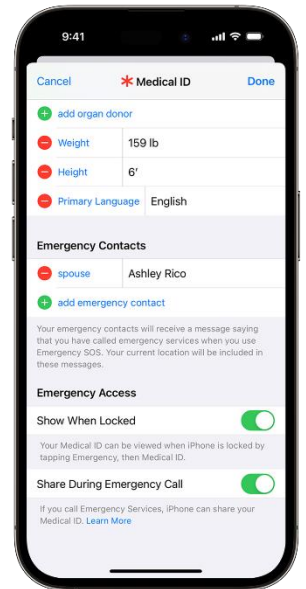 9:41
Cancel
Medical ID
Done
add organ donor
Weight 159 lb
Height 6'
Primary Language English
Emergency Contacts
spouse Ashley Rico
add emergency contact
Your emergency contacts will receive a message saying
that you have called emergency services when you use
Emergency SOS. Your current location will be included in
these messages.
Emergency Access
Show When Locked
Your Medical ID can be viewed when iPhone is locked by
tapping Emergency, then Medical ID.
Share During Emergency Call
If you call Emergency Services, iPhone can share your
Medical ID. Learn More